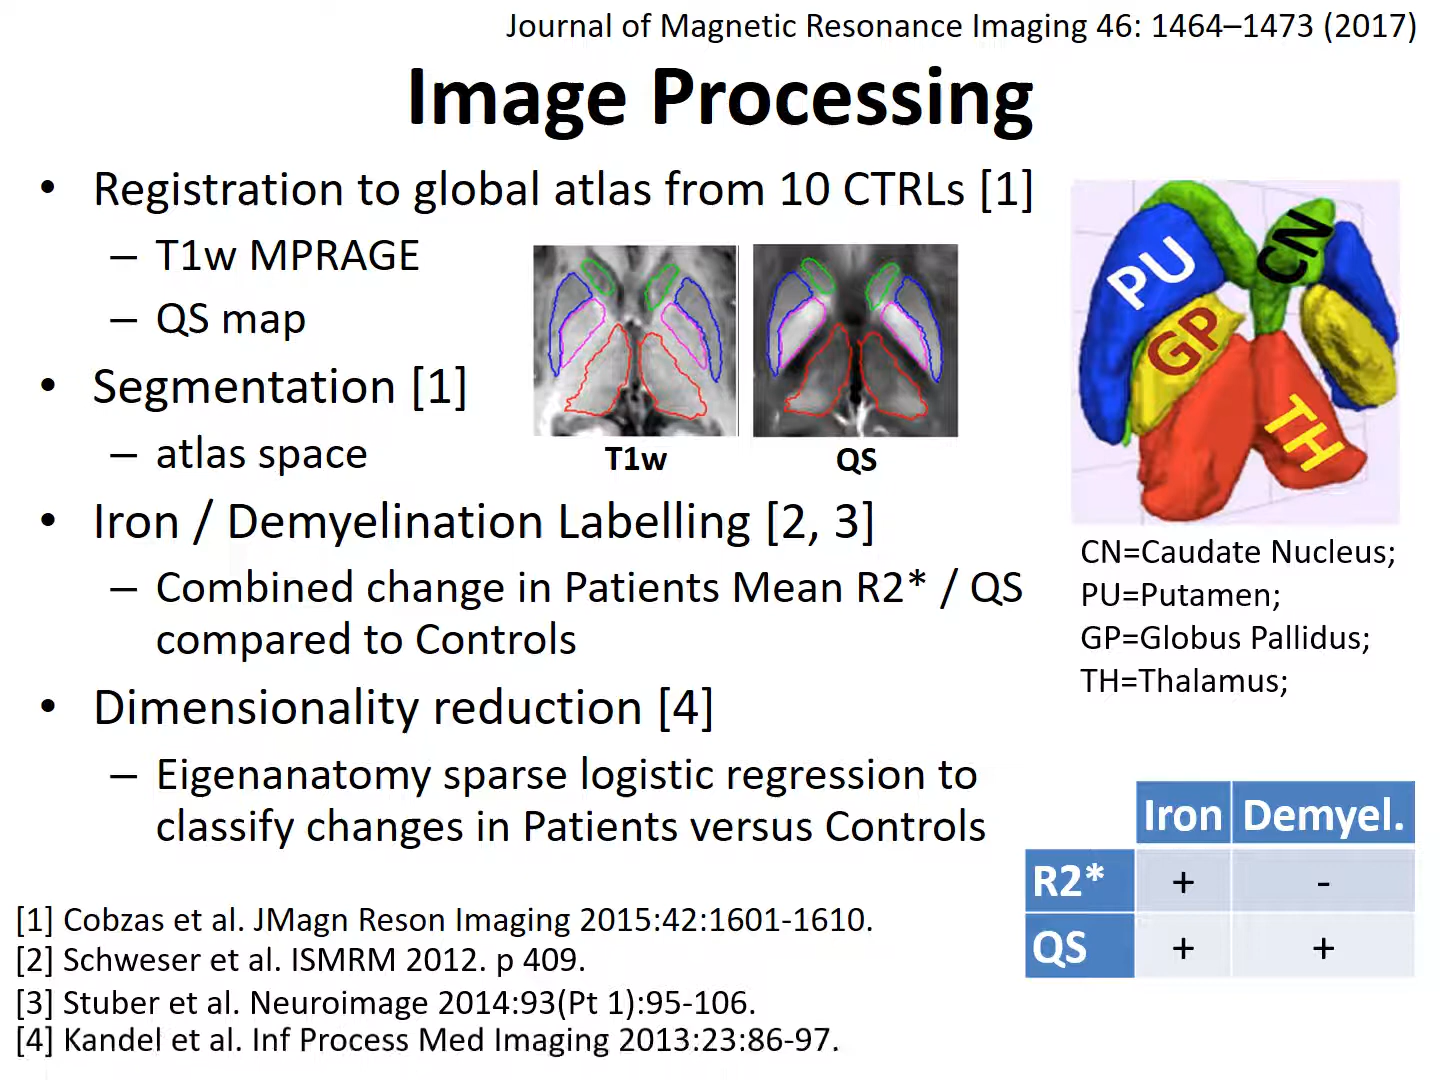 Journal of Magnetic Resonance Imaging 46: 1464–1473 (2017)
Image Processing
• Registration to global atlas from 10 CTRLs [1]
– T1w MPRAGE
– QS map
• Segmentation [1]
– atlas space
T1w
QS
• Iron / Demyelination Labelling [2, 3]
– Combined change in Patients Mean R2* / QS
compared to Controls
• Dimensionality reduction [4]
– Eigenanatomy sparse logistic regression to
classify changes in Patients versus Controls
PU
CN
GP
TH
CN=Caudate Nucleus;
PU=Putamen;
GP=Globus Pallidus;
TH=Thalamus;
Iron Demyel.
R2* + -
QS + +
[1] Cobzas et al. JMagn Reson Imaging 2015:42:1601-1610.
[2] Schweser et al. ISMRM 2012. p 409.
[3] Stuber et al. Neuroimage 2014:93(Pt 1):95-106.
[4] Kandel et al. Inf Process Med Imaging 2013:23:86-97.